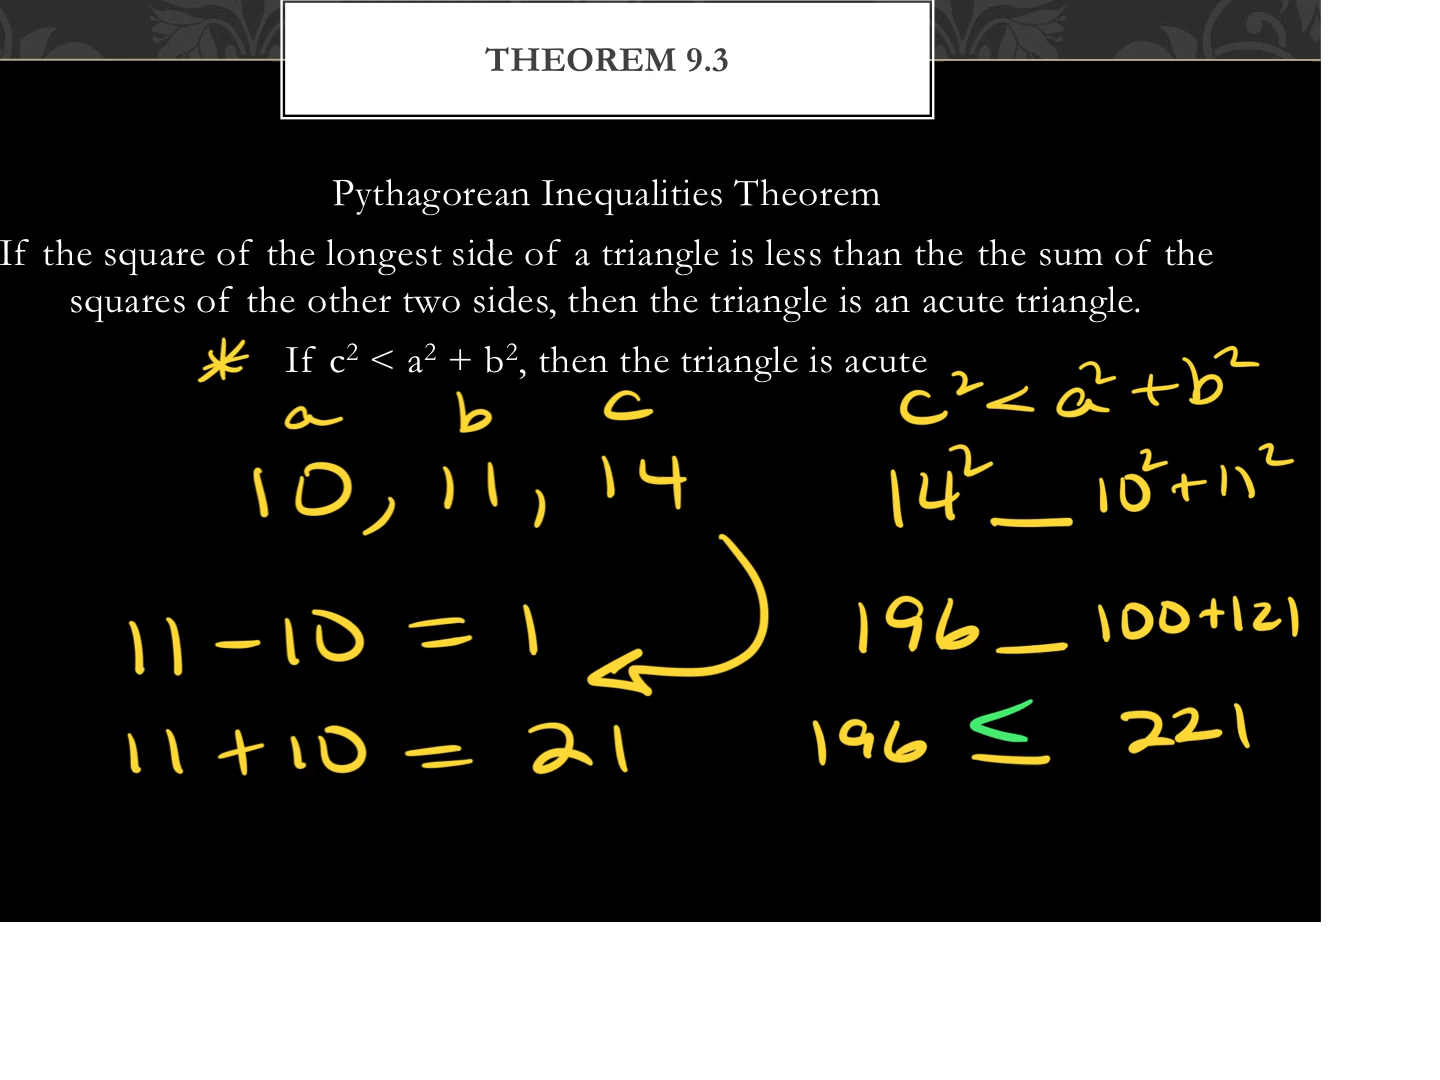 THEOREM 9.3
Pythagorean Inequalities Theorem
If the square of the longest side of a triangle is less than the the sum of the
squares of the other two sides, then the triangle is an acute triangle.
* If c² < a² + b², then the triangle is acute
a b c
10, 11, 14
11 - 10 = 1
11 + 10 = 21
c² < a² + b²
14² __ 10² + 11²
196 __ 100 + 121
196 < 221